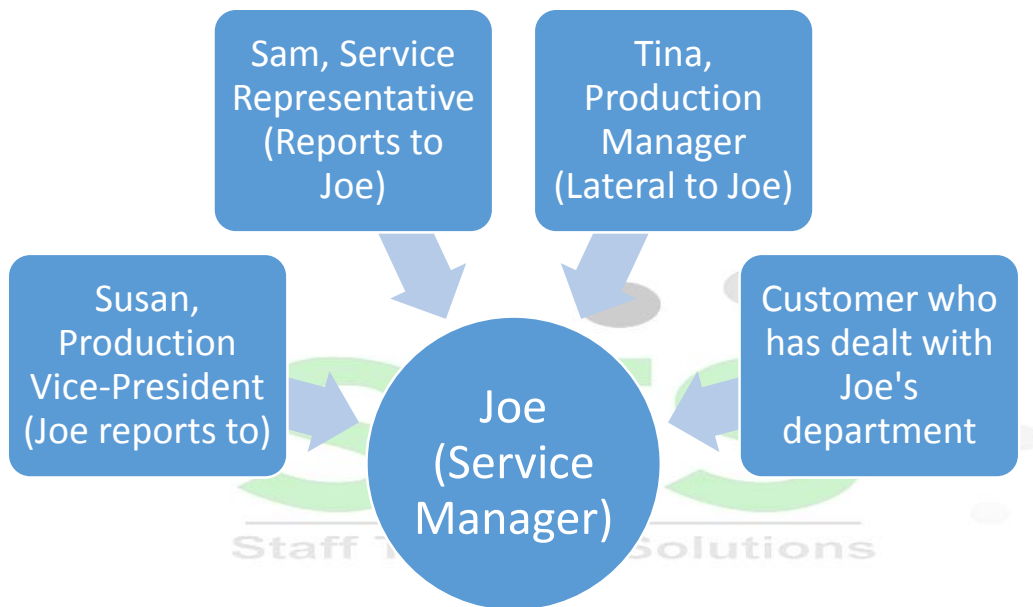 Sam, Service
Representative
(Reports to
Joe)
Tina,
Production
Manager
(Lateral to Joe)
Susan,
Production
Vice-President
(Joe reports to)
Customer who
has dealt with
Joe's
department
Joe
(Service
Manager)
Staff T
Solutions